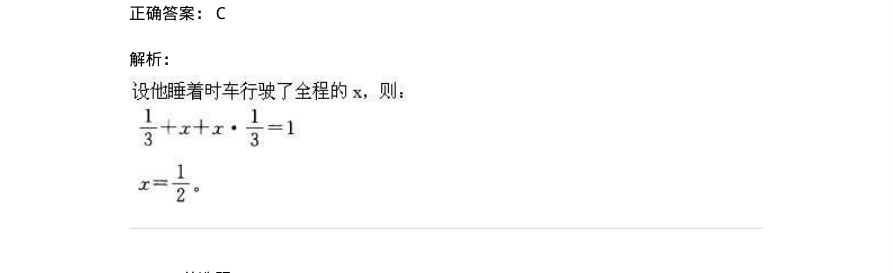 正确答案： C
解析：
设他睡着时车行驶了全程的 x，则：
1/3+x+x·1/3=1
x=1/2。